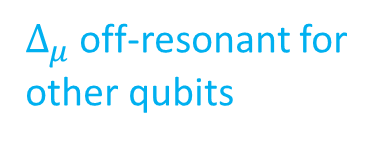 Δμ off-resonant for
other qubits